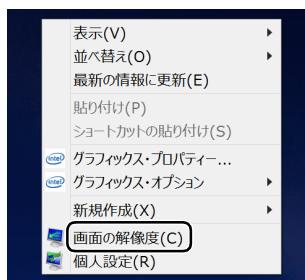 表示(V)
並べ替え(O)
最新の情報に更新(E)
貼り付け(P)
ショートカットの貼り付け(S)
intel グラフィックス・プロパティー...
intel グラフィックス・オプション
新規作成(X)
画面の解像度(C)
個人設定(R)